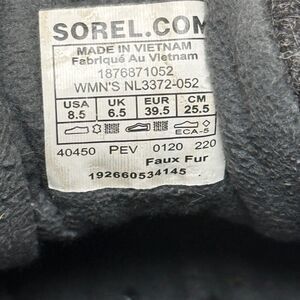 SOREL.COM
MADE IN VIETNAM
Fabriqué Au Vietnam
1876871052
WMN'S NL3372-052
USA UK EUR CM
8.5 6.5 39.5 25.5
ECA-5
40450 PEV 0120 220
Faux Fur
192660534145